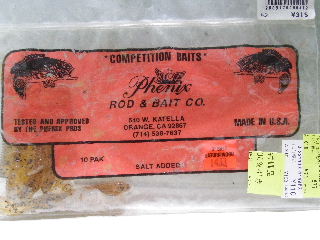 ¥315
"COMPETITION BAITS"
Phenix
ROD & BAIT CO.
TESTED AND APPROVED
BY THE PHENIX PROS
510 W. KATELLA
ORANGE, CA 92667
(714) 538-7637
MADE IN U.S.A.
10 PAK
SALT ADDED